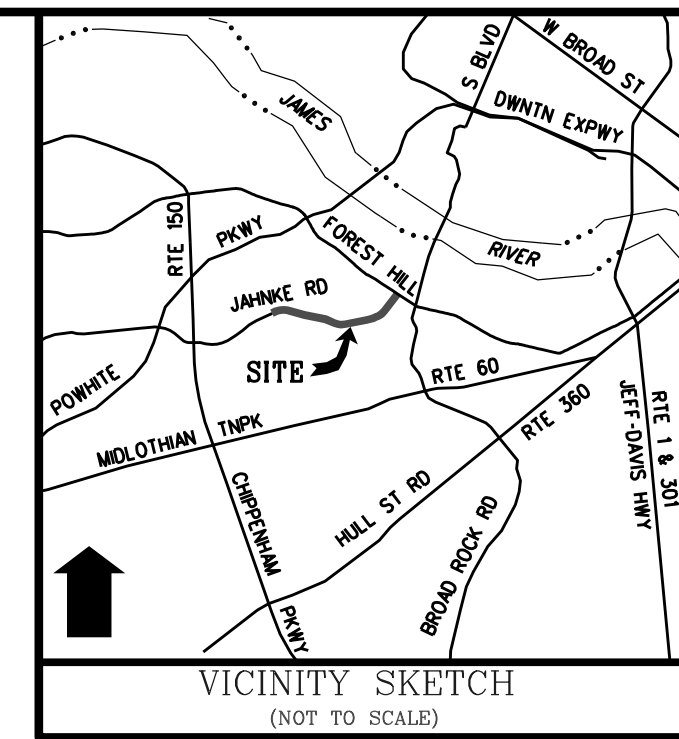 W BROAD ST
S BLVD
DWNTN EXPWY
JAMES
RIVER
RTE 150
PKWY
FOREST HILL
JAHNKE RD
SITE
POWHITE
RTE 60
MIDLOTHIAN TNPK
RTE 360
JEFF-DAVIS HWY
RTE 1 & 301
CHIPPENHAM
PKWY
HULL ST RD
BROAD ROCK RD
VICINITY SKETCH
(NOT TO SCALE)